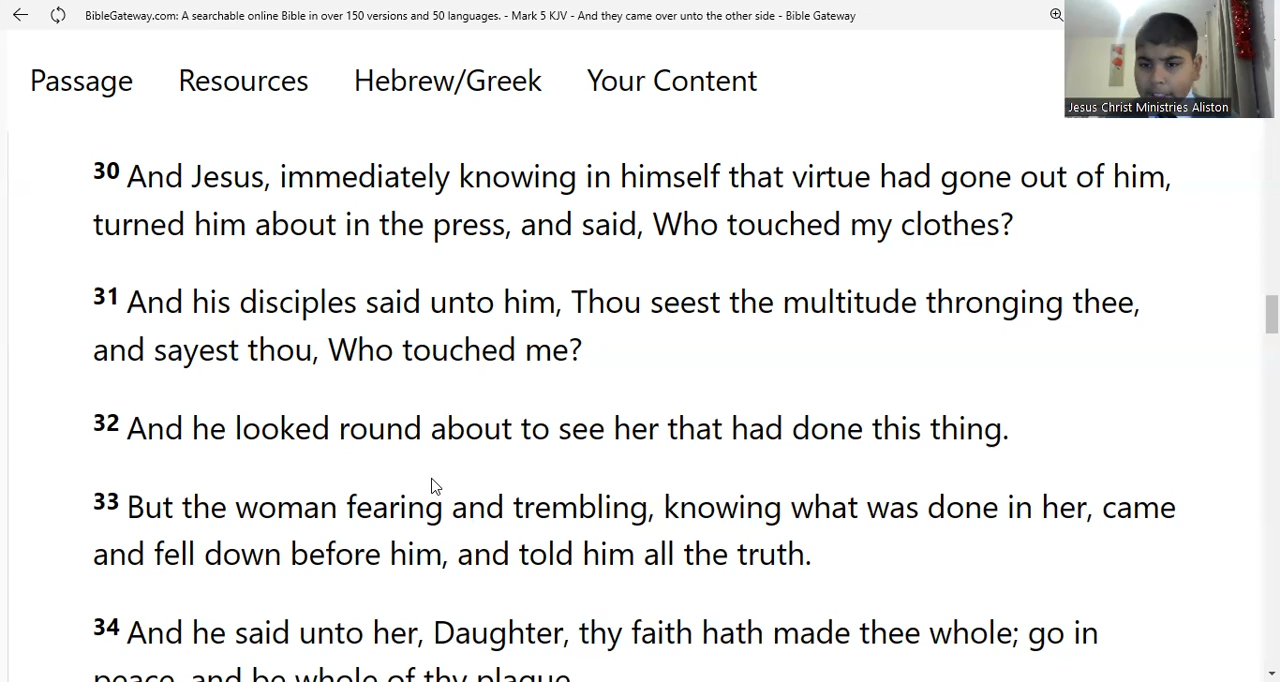 BibleGateway.com: A searchable online Bible in over 150 versions and 50 languages. - Mark 5 KJV - And they came over unto the other side - Bible Gateway
Passage Resources Hebrew/Greek Your Content
Jesus Christ Ministries Aliston
30 And Jesus, immediately knowing in himself that virtue had gone out of him,
turned him about in the press, and said, Who touched my clothes?
31 And his disciples said unto him, Thou seest the multitude thronging thee,
and sayest thou, Who touched me?
32 And he looked round about to see her that had done this thing.
33 But the woman fearing and trembling, knowing what was done in her, came
and fell down before him, and told him all the truth.
34 And he said unto her, Daughter, thy faith hath made thee whole; go in
peace, and be whole of thy plague